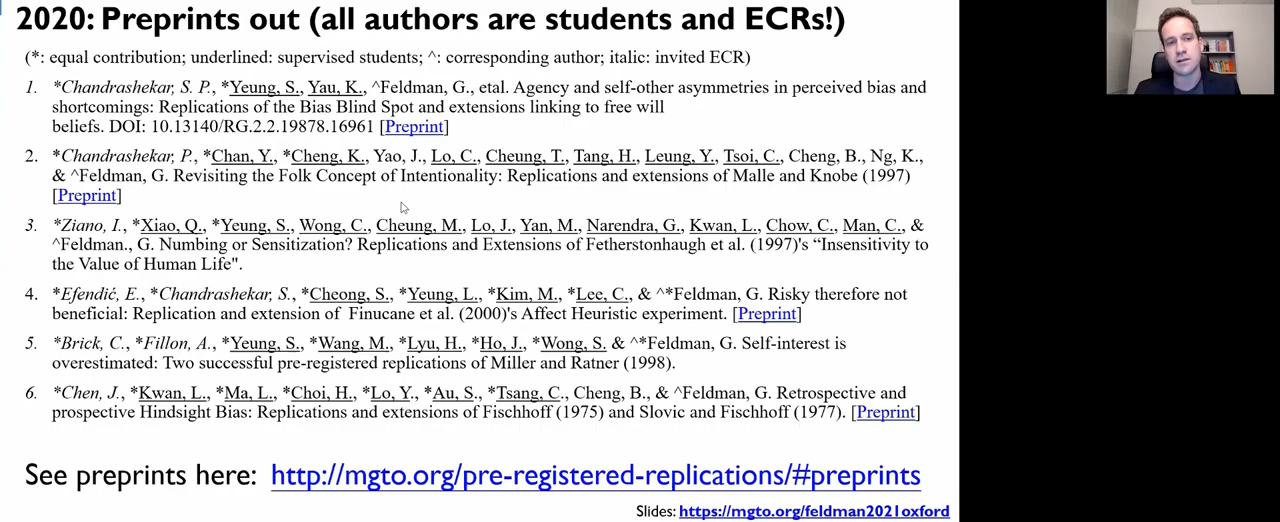 2020: Preprints out (all authors are students and ECRs!)
(*: equal contribution; underlined: supervised students; ^: corresponding author; italic: invited ECR)
1. *Chandrashekar, S. P., *Yeung, S., Yau, K., ^Feldman, G., etal. Agency and self-other asymmetries in perceived bias and
shortcomings: Replications of the Bias Blind Spot and extensions linking to free will
beliefs. DOI: 10.13140/RG.2.2.19878.16961 [Preprint]
2. *Chandrashekar, P., *Chan, Y., *Cheng, K., Yao, J., Lo, C., Cheung, T., Tang, H., Leung, Y., Tsoi, C., Cheng, B., Ng, K.,
& ^Feldman, G. Revisiting the Folk Concept of Intentionality: Replications and extensions of Malle and Knobe (1997)
[Preprint]
3. *Ziano, I., *Xiao, Q., *Yeung, S., Wong, C., Cheung, M., Lo, J., Yan, M., Narendra, G., Kwan, L., Chow, C., Man, C., &
^Feldman., G. Numbing or Sensitization? Replications and Extensions of Fetherstonhaugh et al. (1997)'s “Insensitivity to
the Value of Human Life".
4. *Efendić, E., *Chandrashekar, S., *Cheong, S., *Yeung, L., *Kim, M., *Lee, C., & ^*Feldman, G. Risky therefore not
beneficial: Replication and extension of Finucane et al. (2000)'s Affect Heuristic experiment. [Preprint]
5. *Brick, C., *Fillon, A., *Yeung, S., *Wang, M., *Lyu, H., *Ho, J., *Wong, S. & ^*Feldman, G. Self-interest is
overestimated: Two successful pre-registered replications of Miller and Ratner (1998).
6. *Chen, J., *Kwan, L., *Ma, L., *Choi, H., *Lo, Y., *Au, S., *Tsang, C., Cheng, B., & ^Feldman, G. Retrospective and
prospective Hindsight Bias: Replications and extensions of Fischhoff (1975) and Slovic and Fischhoff (1977). [Preprint]
See preprints here: http://mgto.org/pre-registered-replications/#preprints
Slides: https://mgto.org/feldman2021oxford